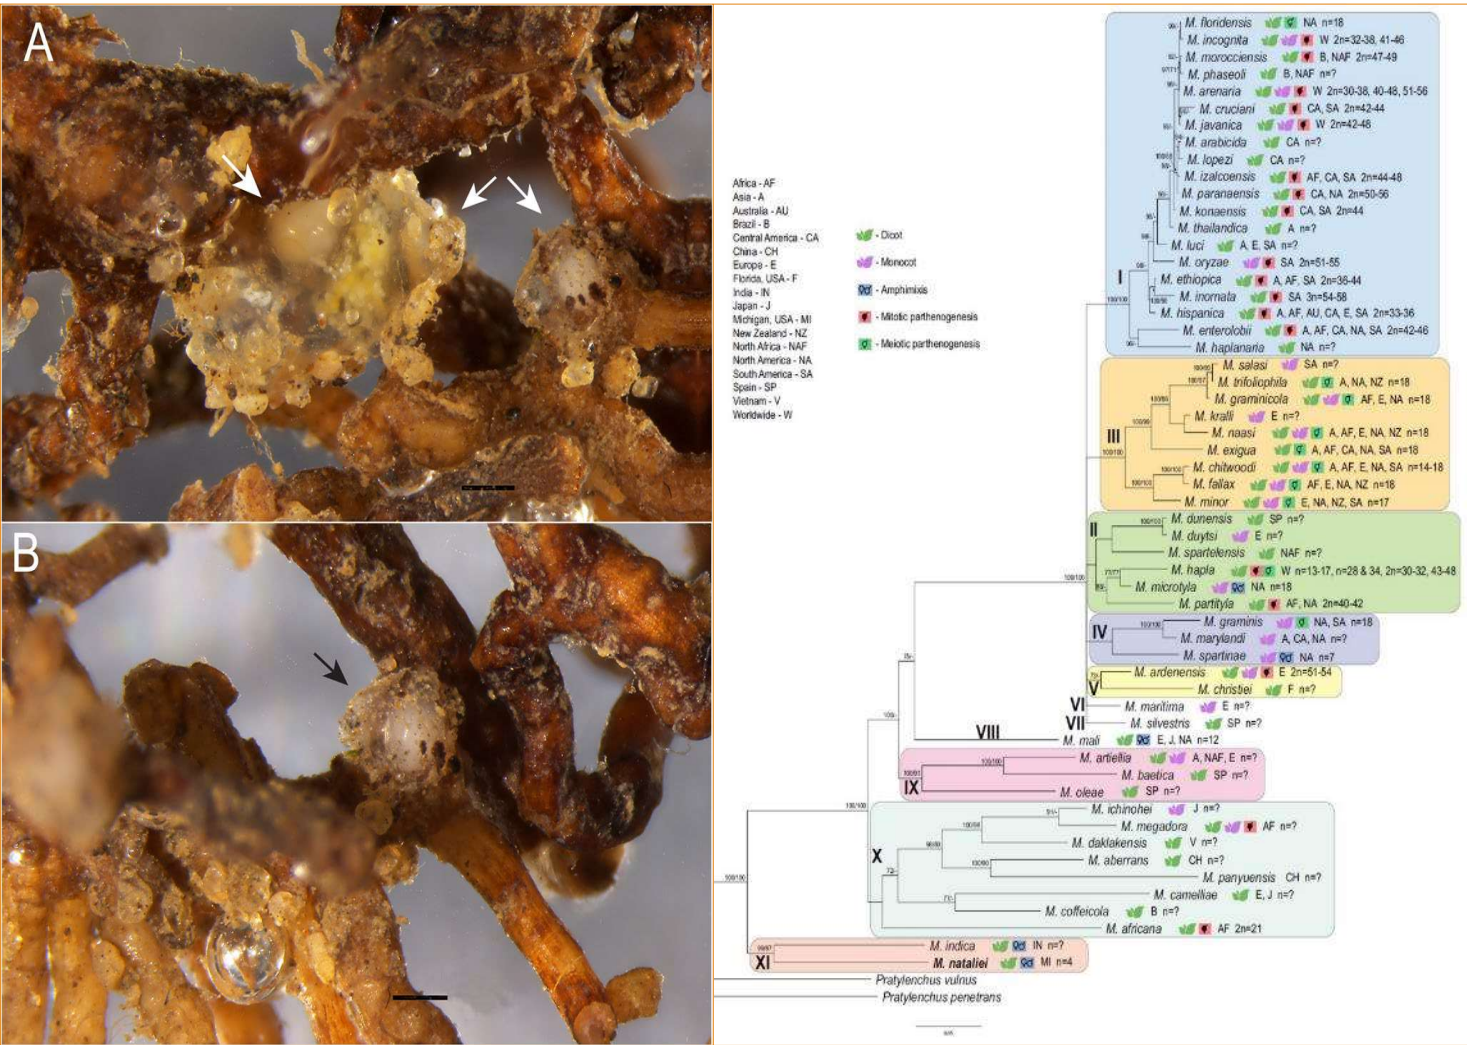 A
B
Africa - AF
Asia - A
Australia - AU
Brazil - B
Central America - CA
China - CH
Europe - E
Florida, USA - F
India - IN
Japan - J
Michigan, USA - MI
New Zealand - NZ
North Africa - NAF
North America - NA
South America - SA
Spain - SP
Vietnam - V
Worldwide - W
- Dicot
- Monocot
- Amphimixis
- Mitotic parthenogenesis
- Meiotic parthenogenesis
I
M. floridensis NA n=18
M. incognita W 2n=32-38, 41-46
M. morocciensis B, NAF 2n=47-49
M. phaseoli B, NAF n=?
M. arenaria W 2n=30-38, 40-48, 51-56
M. cruciani CA, SA 2n=42-44
M. javanica W 2n=42-48
M. arabicida CA n=?
M. lopezi CA n=?
M. izalcoensis AF, CA, SA 2n=44-48
M. paranaensis CA, NA 2n=50-56
M. konaensis CA, SA 2n=44
M. thailandica A n=?
M. luci A, E, SA n=?
M. oryzae SA 2n=51-55
M. ethiopica A, AF, SA 2n=36-44
M. inornata SA 3n=54-58
M. hispanica A, AF, AU, CA, E, SA 2n=33-36
M. enterolobii A, AF, CA, NA, SA 2n=42-46
M. haplanaria NA n=?
III
M. salasi SA n=?
M. trifoliophila A, NA, NZ n=18
M. graminicola AF, E, NA n=18
M. kralli E n=?
M. naasi A, AF, E, NA, NZ n=18
M. exigua A, AF, CA, NA, SA n=18
M. chitwoodi A, AF, E, NA, SA n=14-18
M. fallax AF, E, NA, NZ n=18
M. minor E, NA, NZ, SA n=17
II
M. dunensis SP n=?
M. duytsi E n=?
M. spartelensis NAF n=?
M. hapla W n=13-17, n=28 & 34, 2n=30-32, 43-48
M. microtyla NA n=18
M. partityla AF, NA 2n=40-42
IV
M. graminis NA, SA n=18
M. marylandi A, CA, NA n=?
M. spartinae NA n=7
V
M. ardenensis E 2n=51-54
M. christiei F n=?
VI M. maritima E n=?
VII M. silvestris SP n=?
VIII M. mali E, J, NA n=12
IX
M. artiellia A, NAF, E n=?
M. baetica SP n=?
M. oleae SP n=?
X
M. ichinohei J n=?
M. megadora AF n=?
M. daklakensis V n=?
M. aberrans CH n=?
M. panyuensis CH n=?
M. camelliae E, J n=?
M. coffeicola B n=?
M. africana AF 2n=21
XI
M. indica IN n=?
M. nataliei MI n=4
Pratylenchus vulnus
Pratylenchus penetrans